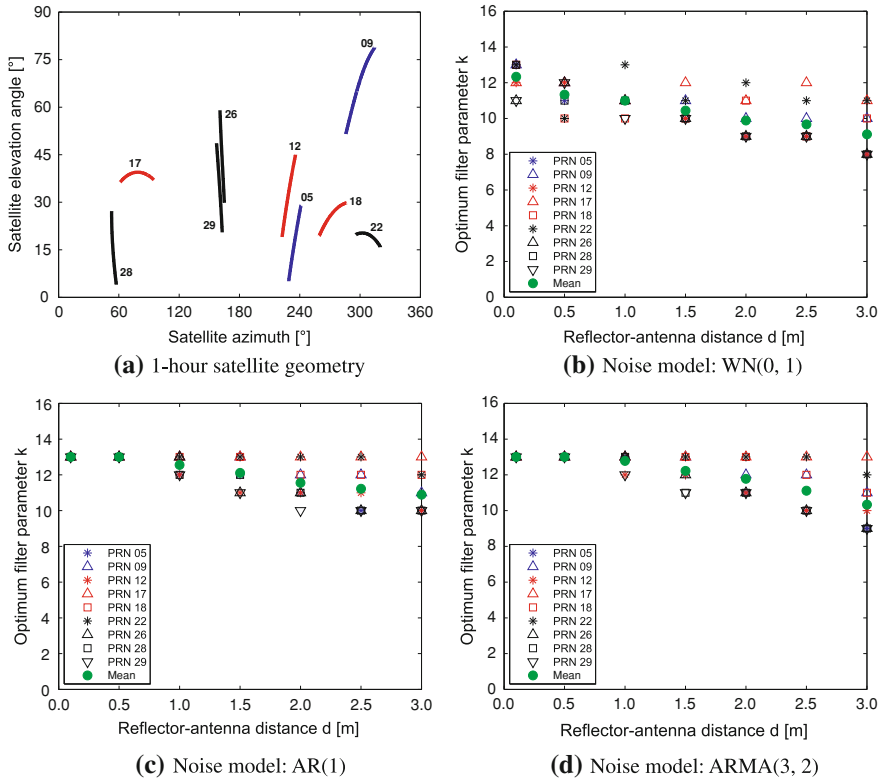 90
75
60
45
30
15
0
Satellite elevation angle [°]
09
26
17
12
05
18
22
29
28
0 60 120 180 240 300 360
Satellite azimuth [°]
(a) 1-hour satellite geometry
16
14
12
10
8
6
4
2
0
Optimum filter parameter k
PRN 05
PRN 09
PRN 12
PRN 17
PRN 18
PRN 22
PRN 26
PRN 28
PRN 29
Mean
0.0 0.5 1.0 1.5 2.0 2.5 3.0
Reflector-antenna distance d [m]
(b) Noise model: WN(0, 1)
16
14
12
10
8
6
4
2
0
Optimum filter parameter k
PRN 05
PRN 09
PRN 12
PRN 17
PRN 18
PRN 22
PRN 26
PRN 28
PRN 29
Mean
0.0 0.5 1.0 1.5 2.0 2.5 3.0
Reflector-antenna distance d [m]
(c) Noise model: AR(1)
16
14
12
10
8
6
4
2
0
Optimum filter parameter k
PRN 05
PRN 09
PRN 12
PRN 17
PRN 18
PRN 22
PRN 26
PRN 28
PRN 29
Mean
0.0 0.5 1.0 1.5 2.0 2.5 3.0
Reflector-antenna distance d [m]
(d) Noise model: ARMA(3, 2)